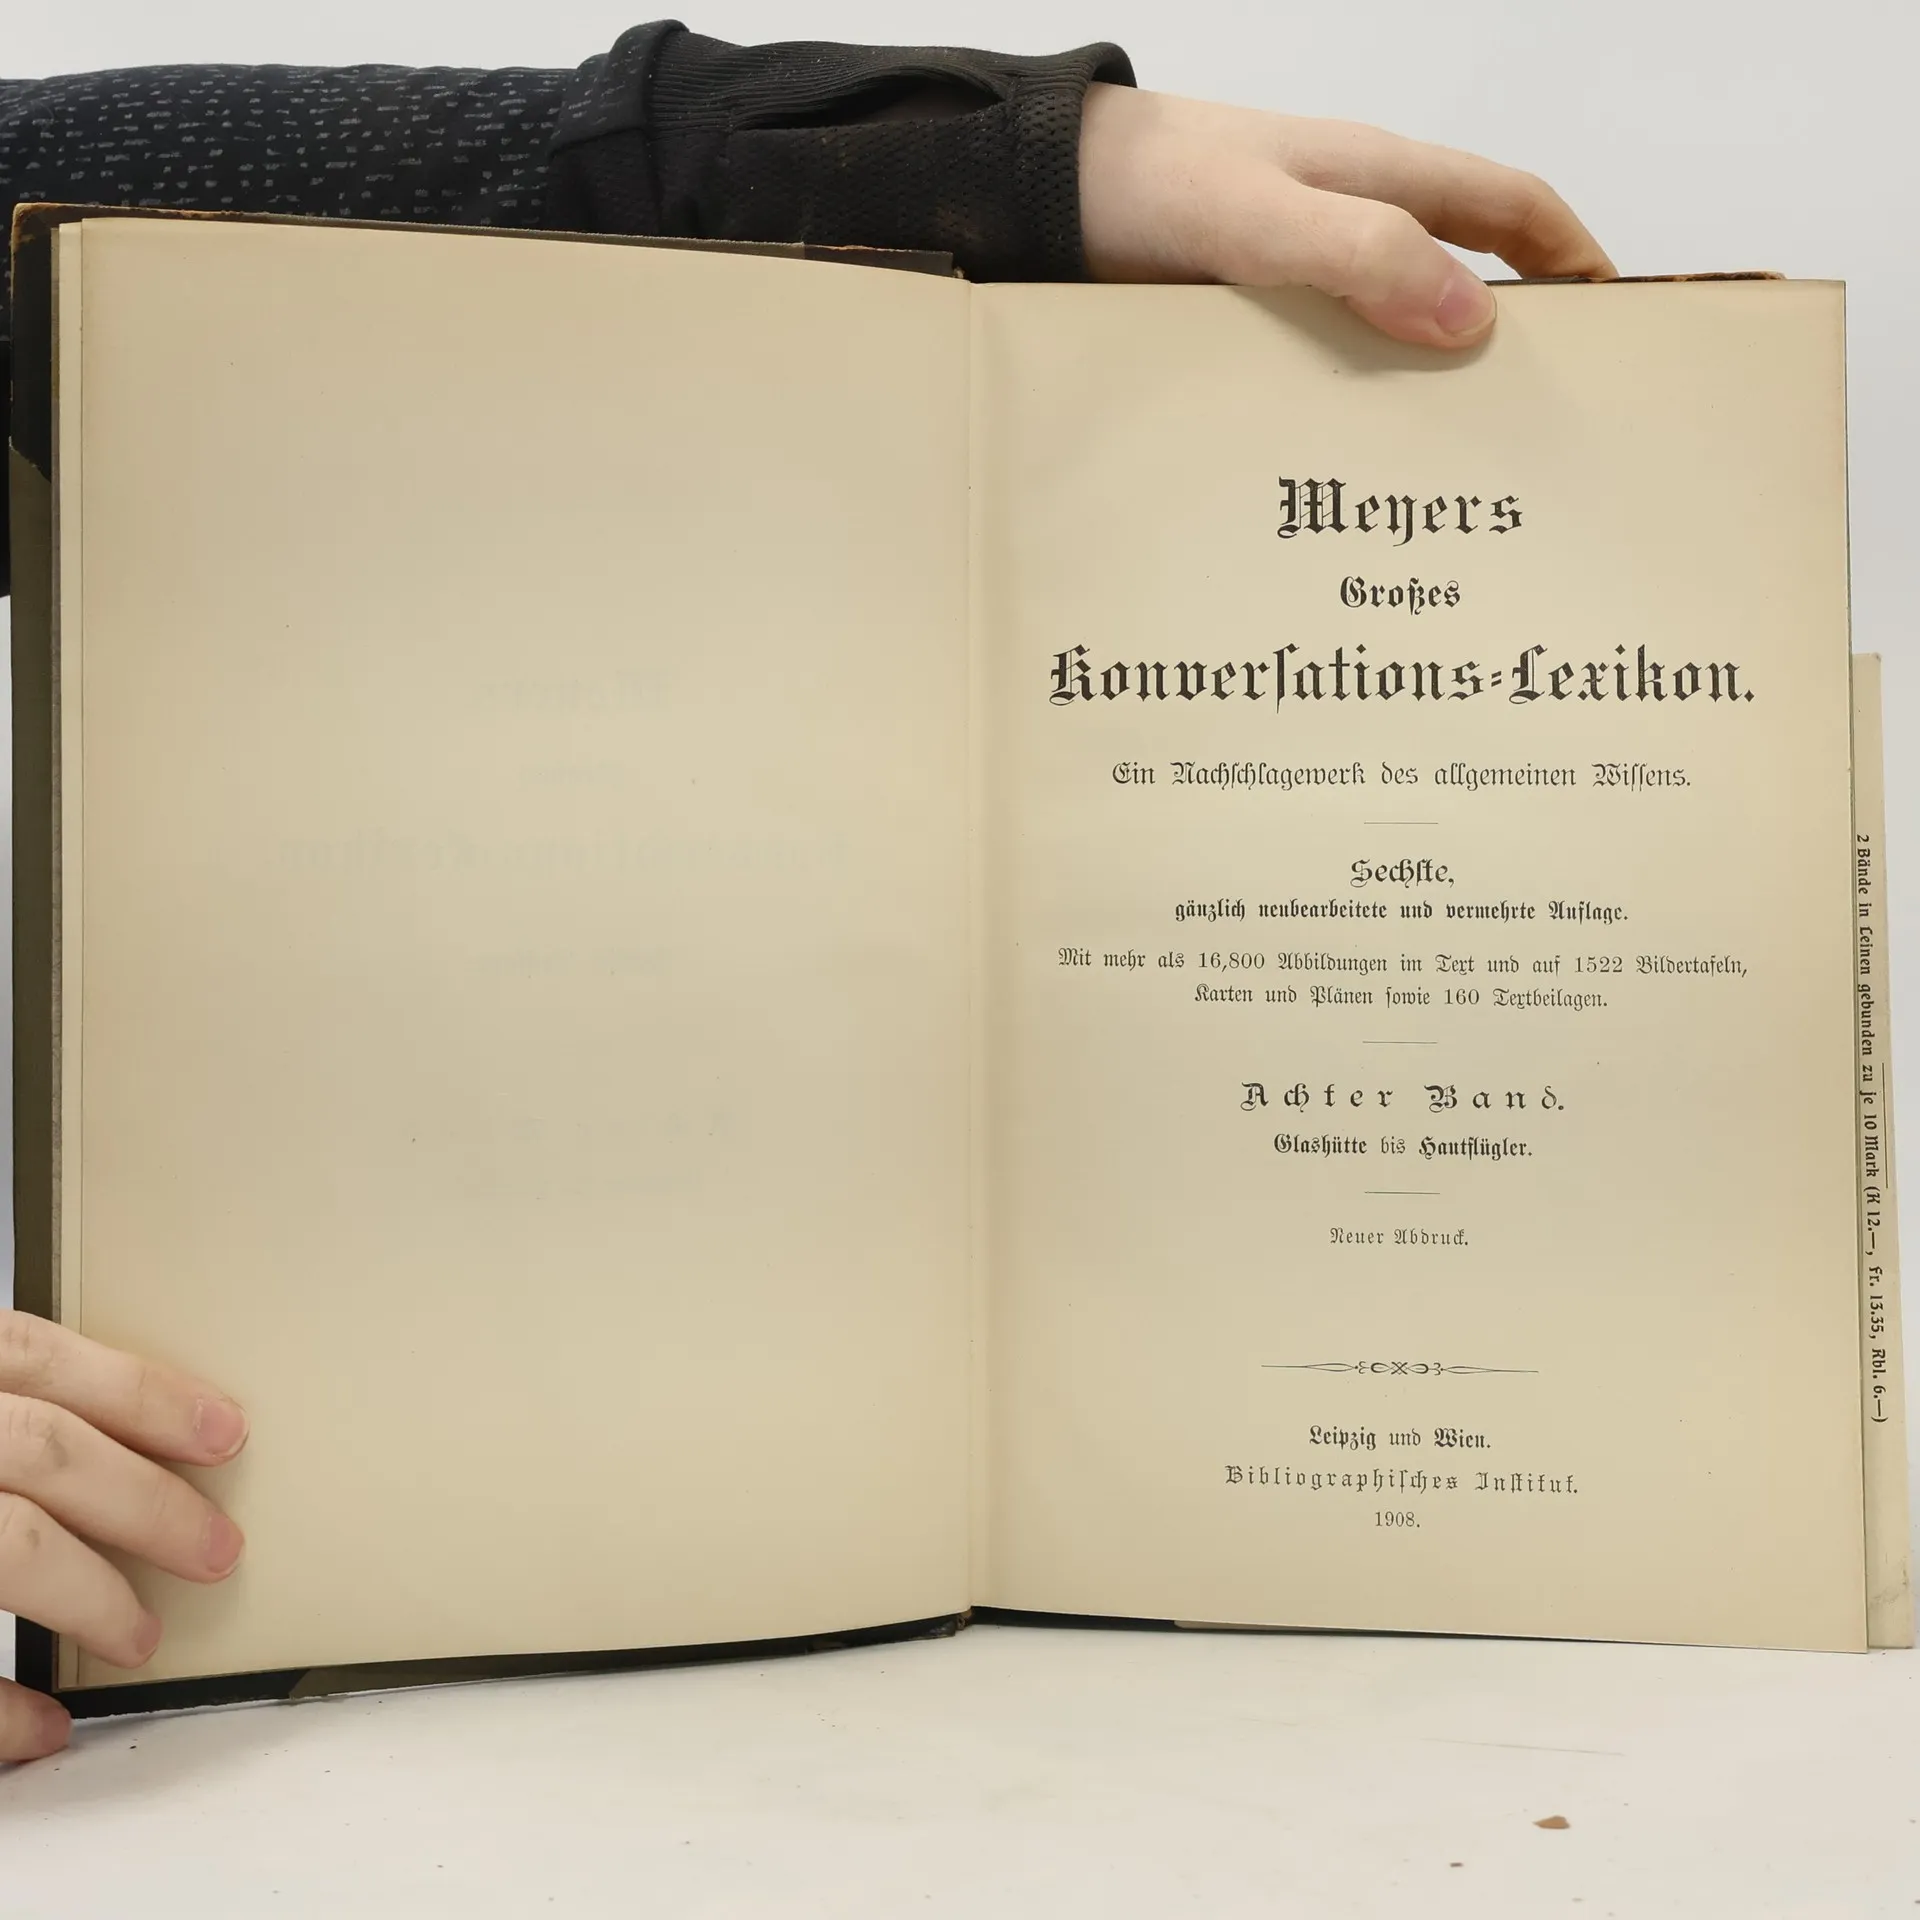 Meyers
Großes
Konversations-Lexikon.
Ein Nachschlagewerk des allgemeinen Wissens.
Sechste,
gänzlich neubearbeitete und vermehrte Auflage.
Mit mehr als 16,800 Abbildungen im Text und auf 1522 Bildertafeln,
Karten und Plänen sowie 160 Textbeilagen.
Achter Band.
Glashütte bis Hautflügler.
Neuer Abdruck.
Leipzig und Wien.
Bibliographisches Institut.
1908.
2 Bände in Leinen gebunden zu je 10 Mark (K 12.—, Fr. 13.35, Rbl. 6.—)